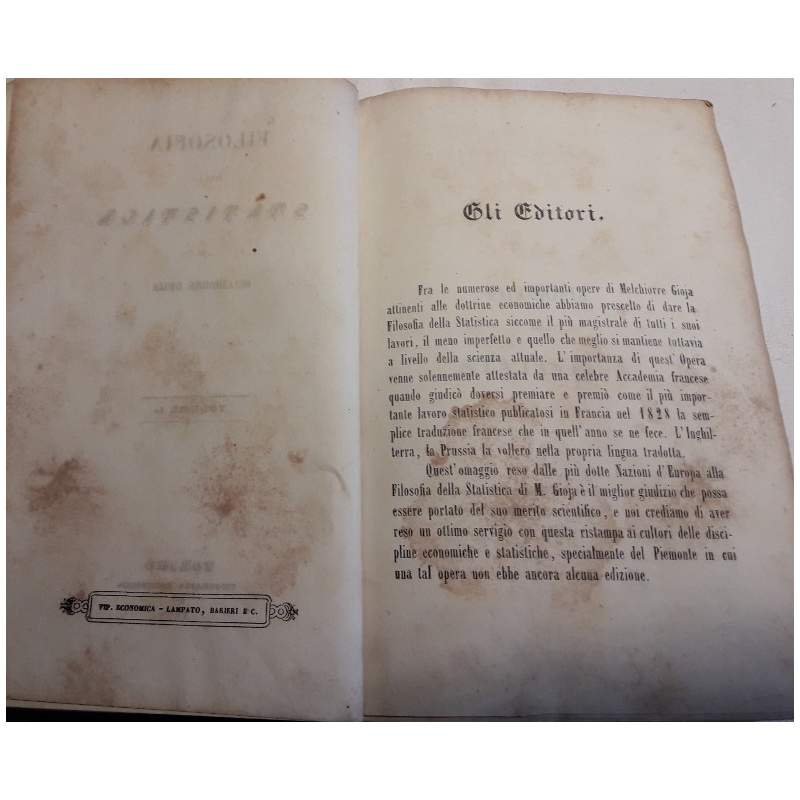 FILOSOFIA
STATISTICA
TORINO
TIP. ECONOMICA – LAMPATO, BARIERI E C.
Gli Editori.
Fra le numerose ed importanti opere di Melchiorre Gioja
attinenti alle dottrine economiche abbiamo prescelto di dare la
Filosofia della Statistica siccome il più magistrale di tutti i suoi
lavori, il meno imperfetto e quello che meglio si mantiene tuttavia
a livello della scienza attuale. L'importanza di quest'Opera
venne solennemente attestata da una celebre Accademia francese
quando giudicò doversi premiare e premiò come il più impor-
tante lavoro statistico publicatosi in Francia nel 1828 la sem-
plice traduzione francese che in quell'anno se ne fece. L'Inghil-
terra, la Prussia la vollero nella propria lingua tradotta.
Quest'omaggio reso dalle più dotte Nazioni d'Europa alla
Filosofia della Statistica di M. Gioja è il miglior giudizio che possa
essere portato del suo merito scientifico, e noi crediamo di aver
reso un ottimo servigio con questa ristampa ai cultori delle disci-
pline economiche e statistiche, specialmente del Piemonte in cui
una tal opera non ebbe ancora alcuna edizione.